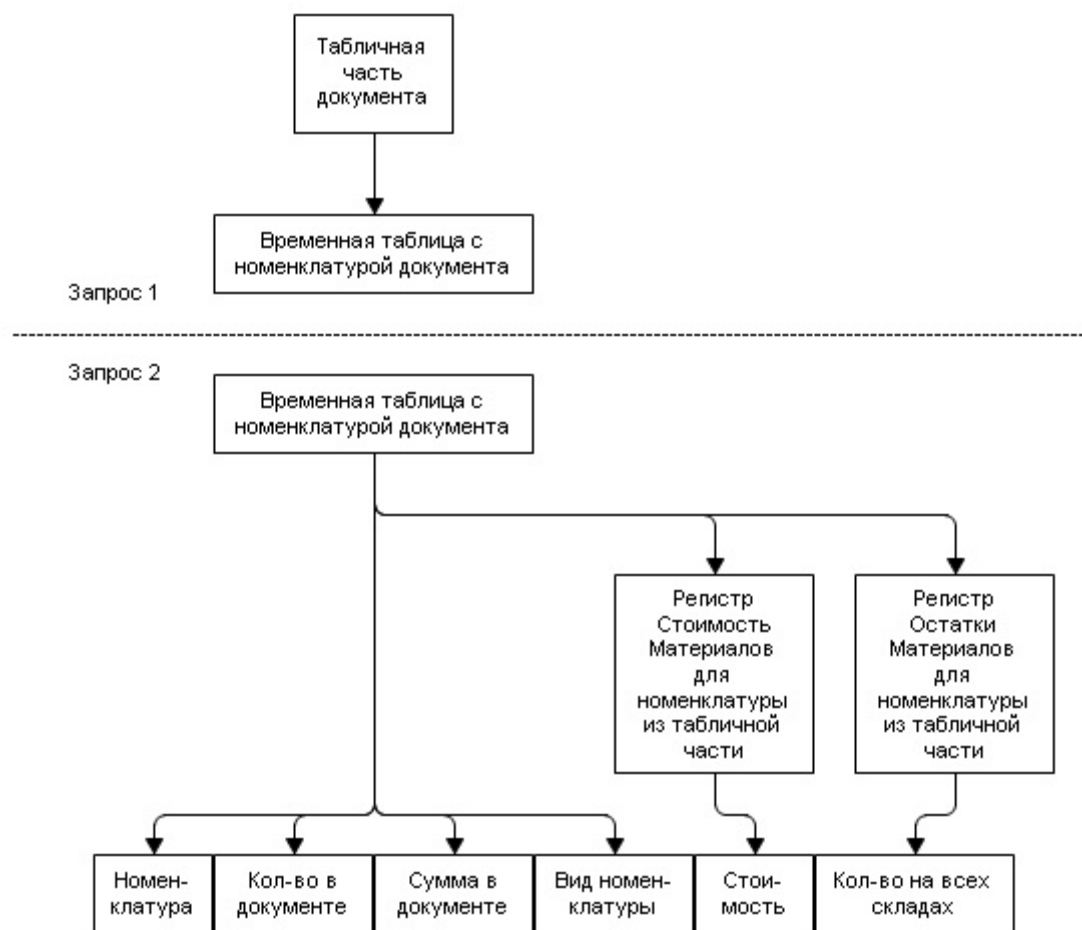 Табличная
часть
документа
Временная таблица с
номенклатурой документа
Запрос 1
Запрос 2
Временная таблица с
номенклатурой документа
Регистр
Стоимость
Материалов
для
номенклатуры
из табличной
части
Регистр
Остатки
Материалов
для
номенклатуры
из табличной
части
Номен-
клатура
Кол-во в
документе
Сумма в
документе
Вид номен-
клатуры
Стои-
мость
Кол-во на всех
складах